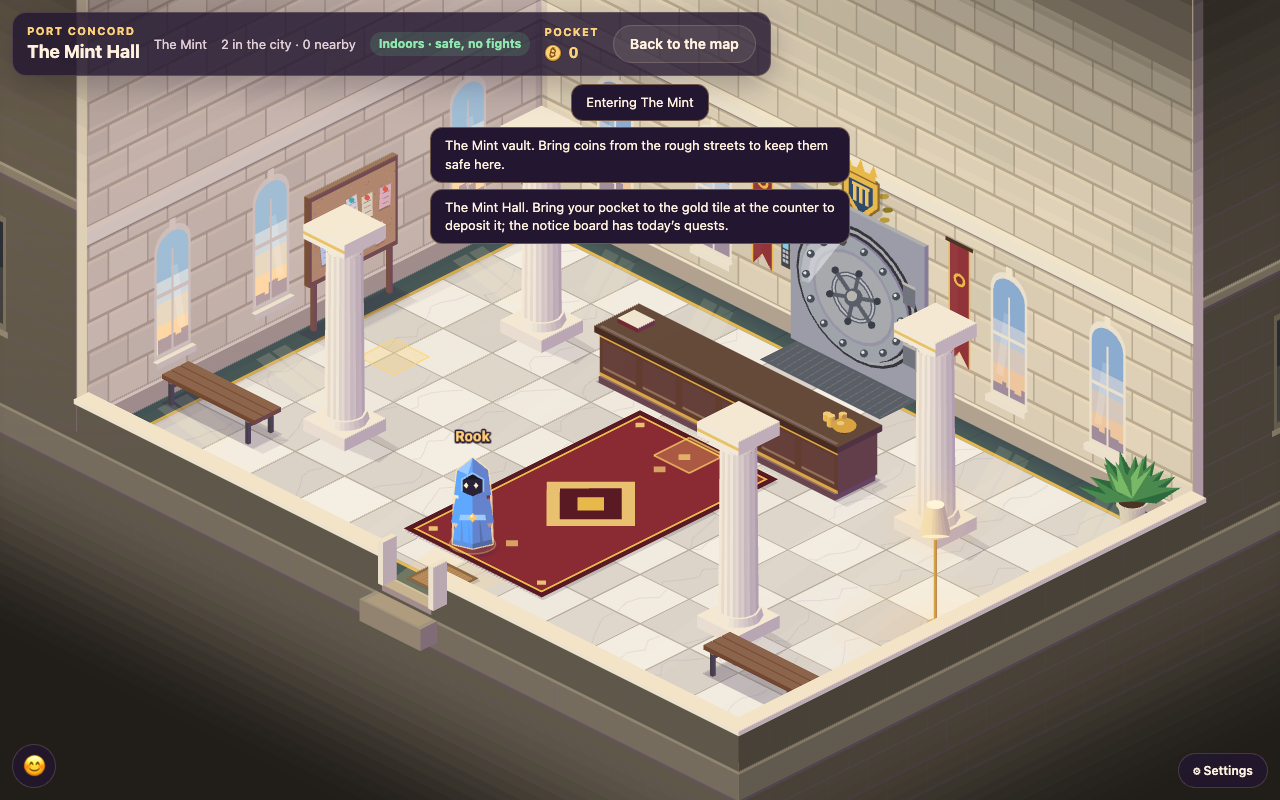 PORT CONCORD
The Mint Hall
The Mint
2 in the city · 0 nearby
Indoors · safe, no fights
POCKET
0
Back to the map
Entering The Mint
The Mint vault. Bring coins from the rough streets to keep them
safe here.
The Mint Hall. Bring your pocket to the gold tile at the counter to
deposit it; the notice board has today’s quests.
Rook
Settings